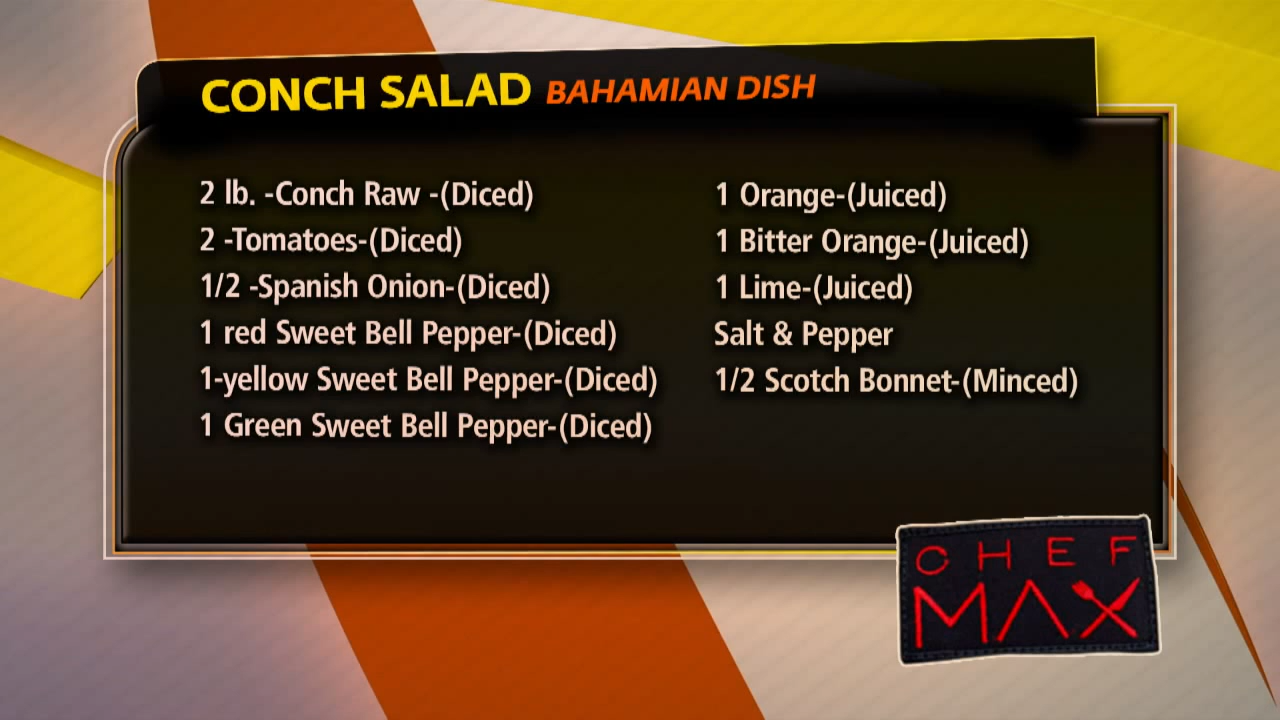 CONCH SALAD BAHAMIAN DISH
2 lb. -Conch Raw -(Diced)
2 -Tomatoes-(Diced)
1/2 -Spanish Onion-(Diced)
1 red Sweet Bell Pepper-(Diced)
1-yellow Sweet Bell Pepper-(Diced)
1 Green Sweet Bell Pepper-(Diced)
1 Orange-(Juiced)
1 Bitter Orange-(Juiced)
1 Lime-(Juiced)
Salt & Pepper
1/2 Scotch Bonnet-(Minced)
CHEF
MAX